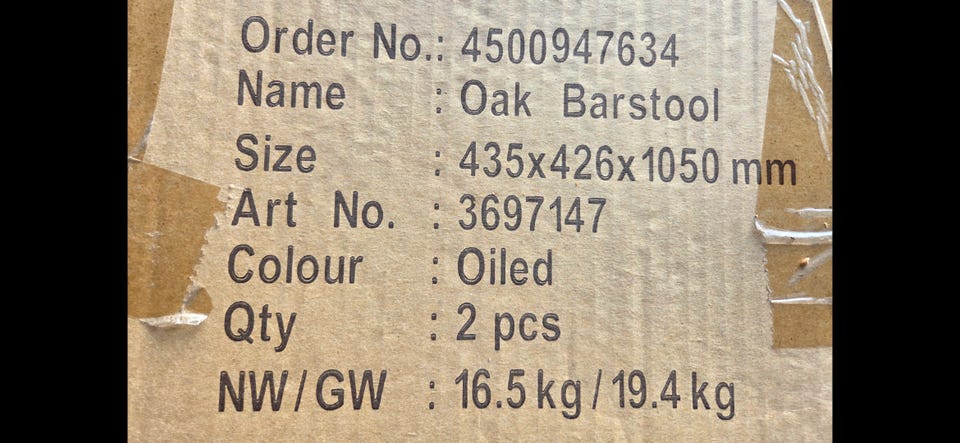 Order No.: 4500947634
Name : Oak Barstool
Size : 435x426x1050 mm
Art No. : 3697147
Colour : Oiled
Qty : 2 pcs
NW/GW : 16.5 kg / 19.4 kg